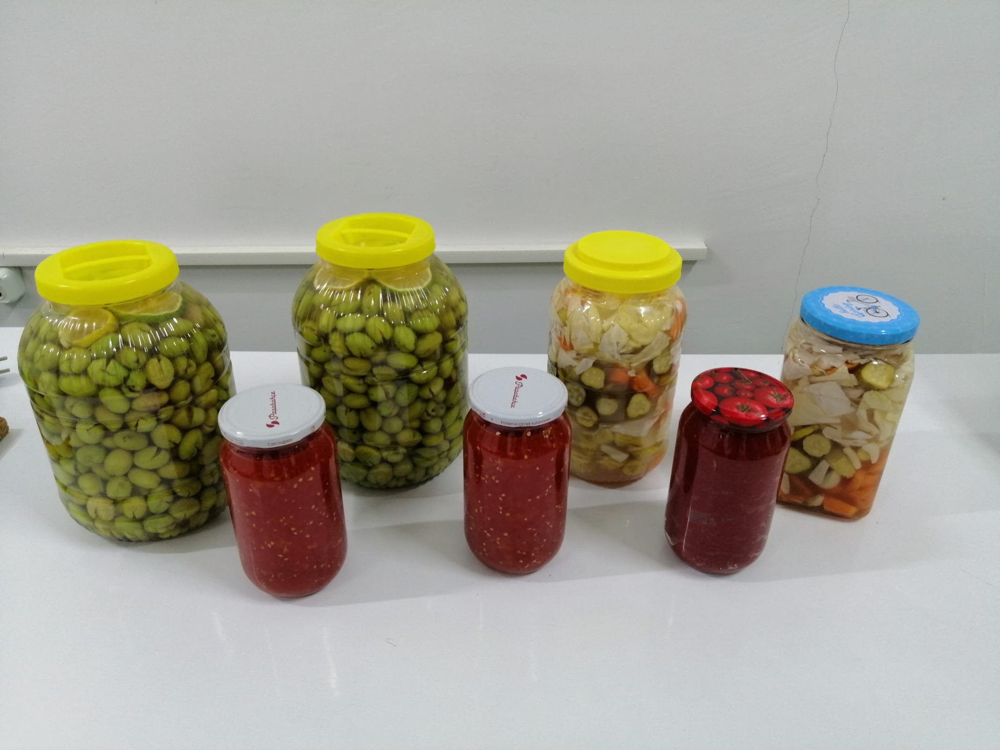 Paşabahçe
Cam Sağlıktır
Paşabahçe
Konserve için tek kullanımlıktır